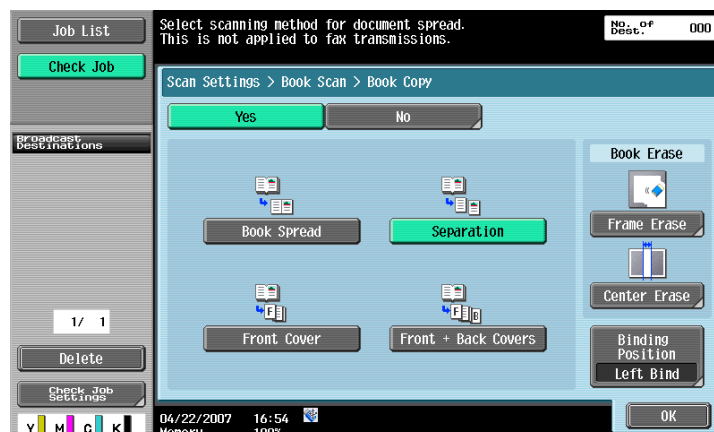 Job List
Check Job
Select scanning method for document spread.
This is not applied to fax transmissions.
No. of
Dest.
000
Scan Settings > Book Scan > Book Copy
Yes
No
Broadcast
Destinations
Book Erase
Book Spread
Separation
Frame Erase
Center Erase
Front Cover
Front + Back Covers
Binding
Position
Left Bind
1/ 1
Delete
Check Job
Settings
Y M C K
04/22/2007 16:54
Memory 100%
OK